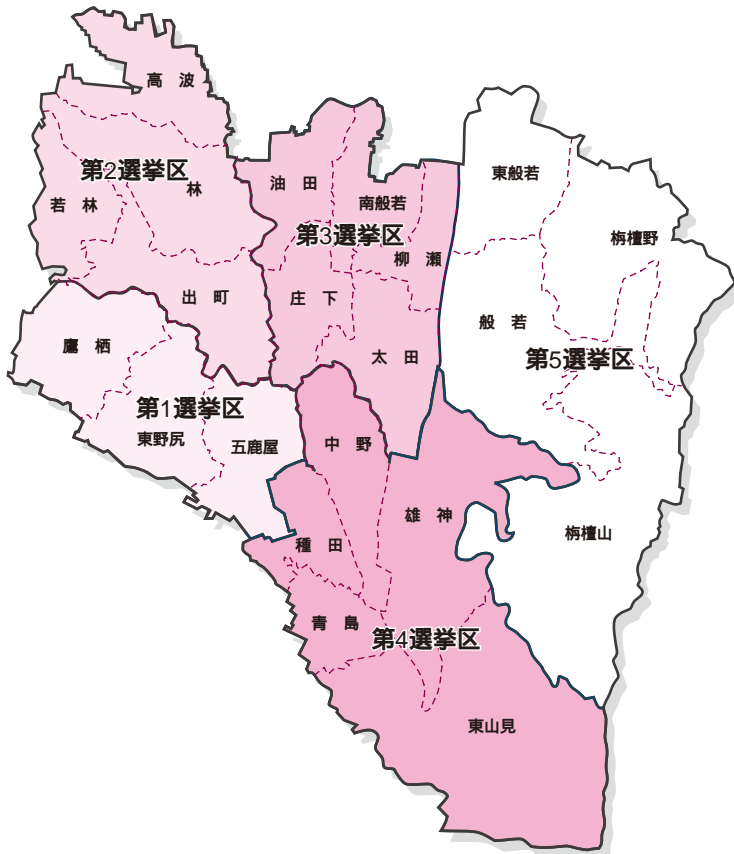 高波
第2選挙区
林
若林
出町
油田
南般若
第3選挙区
柳瀬
庄下
太田
東般若
栴檀野
般若
第5選挙区
栴檀山
鷹栖
第1選挙区
東野尻
五鹿屋
中野
雄神
種田
青島
第4選挙区
東山見